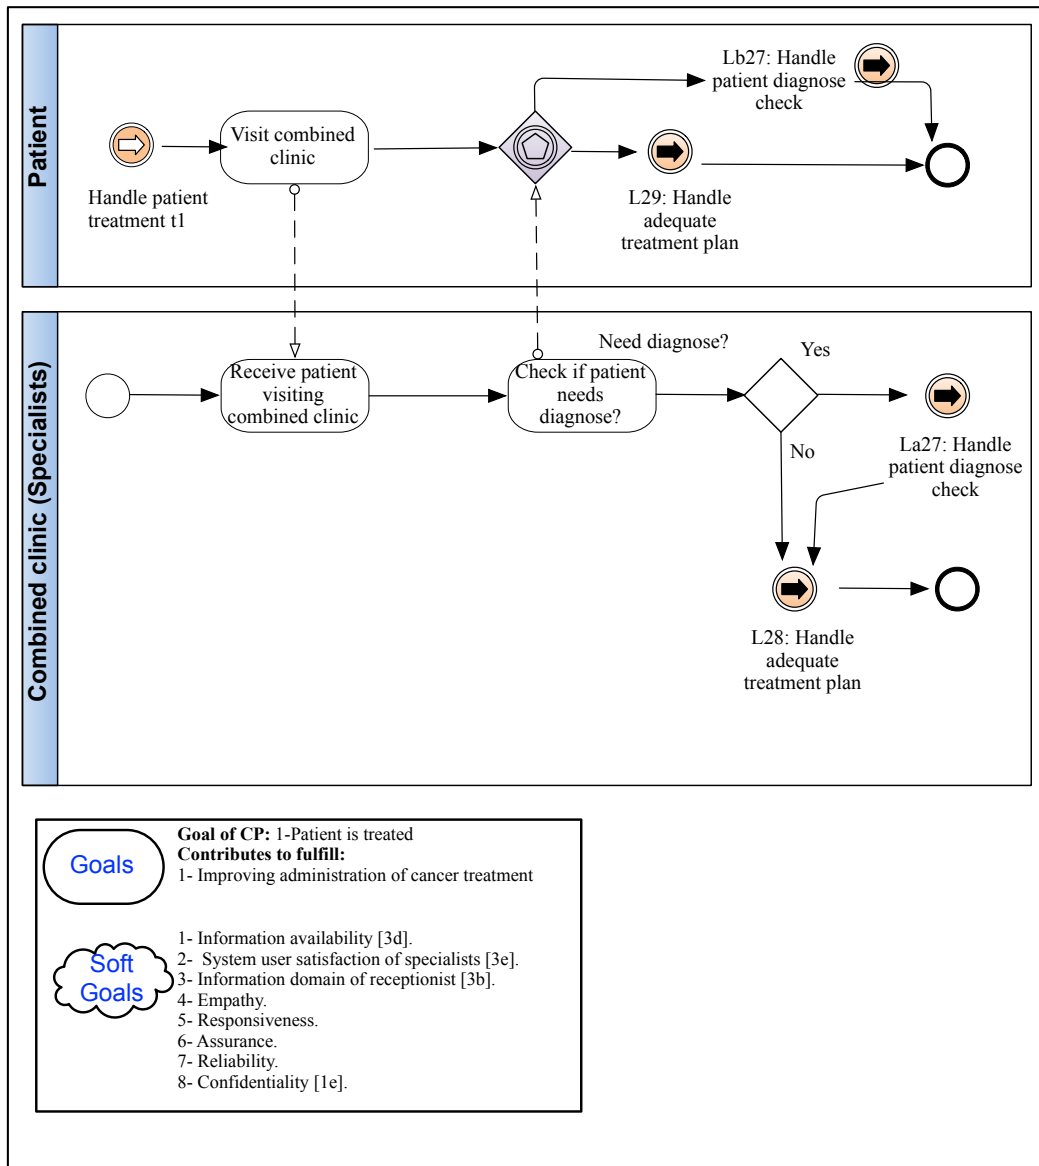 Patient
Handle patient
treatment t1
Visit combined
clinic
Lb27: Handle
patient diagnose
check
L29: Handle
adequate
treatment plan
Combined clinic (Specialists)
Receive patient
visiting
combined clinic
Check if patient
needs
diagnose?
Need diagnose?
Yes
No
La27: Handle
patient diagnose
check
L28: Handle
adequate
treatment plan
Goals
Goal of CP: 1-Patient is treated
Contributes to fulfill:
1- Improving administration of cancer treatment
Soft
Goals
1- Information availability [3d].
2- System user satisfaction of specialists [3e].
3- Information domain of receptionist [3b].
4- Empathy.
5- Responsiveness.
6- Assurance.
7- Reliability.
8- Confidentiality [1e].